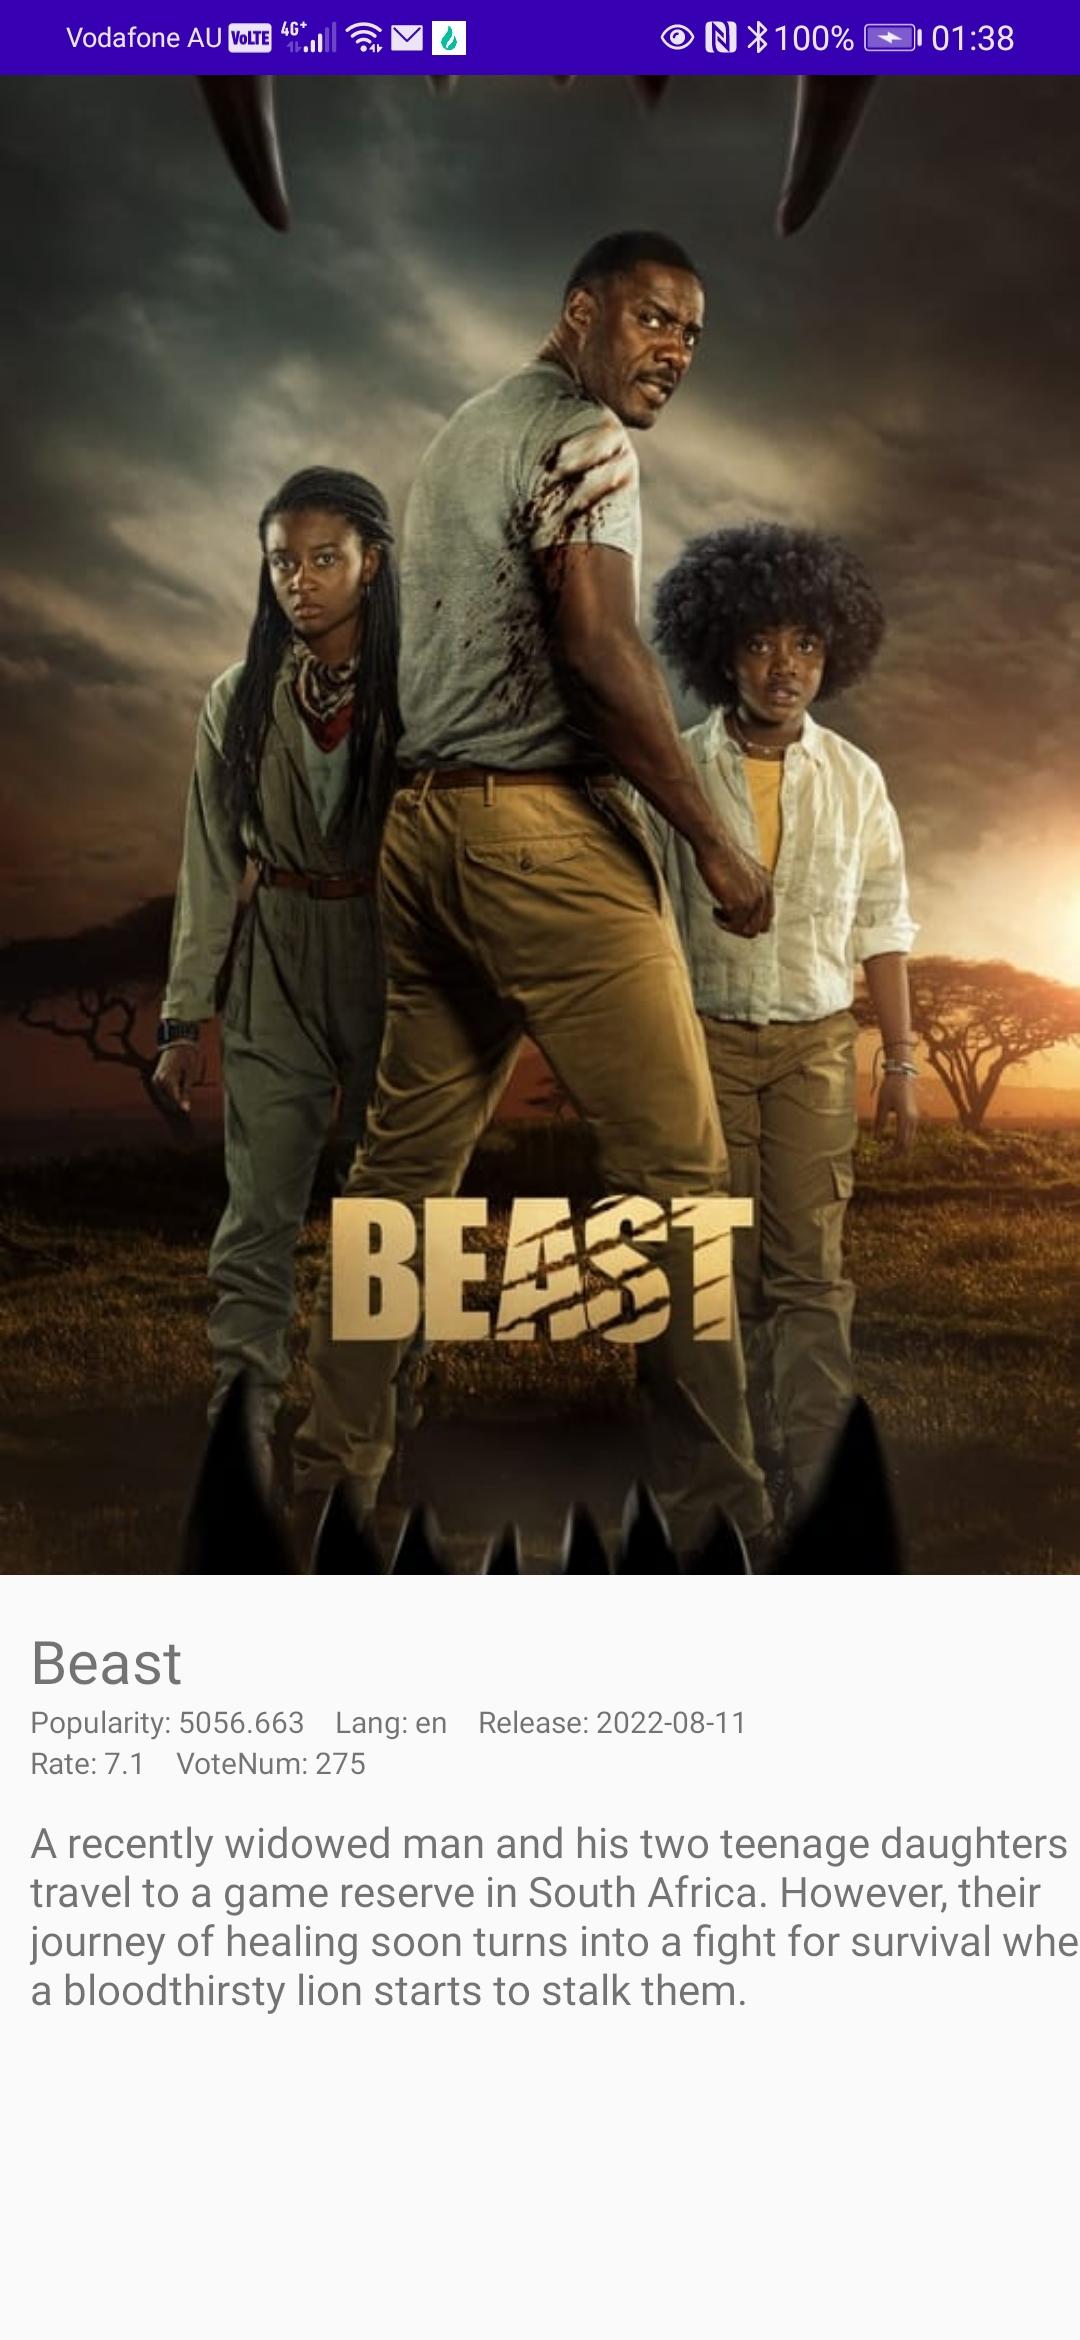 Vodafone AU VoLTE 4G+ 100% 01:38
BEAST
Beast
Popularity: 5056.663 Lang: en Release: 2022-08-11
Rate: 7.1 VoteNum: 275
A recently widowed man and his two teenage daughters
travel to a game reserve in South Africa. However, their
journey of healing soon turns into a fight for survival whe
a bloodthirsty lion starts to stalk them.